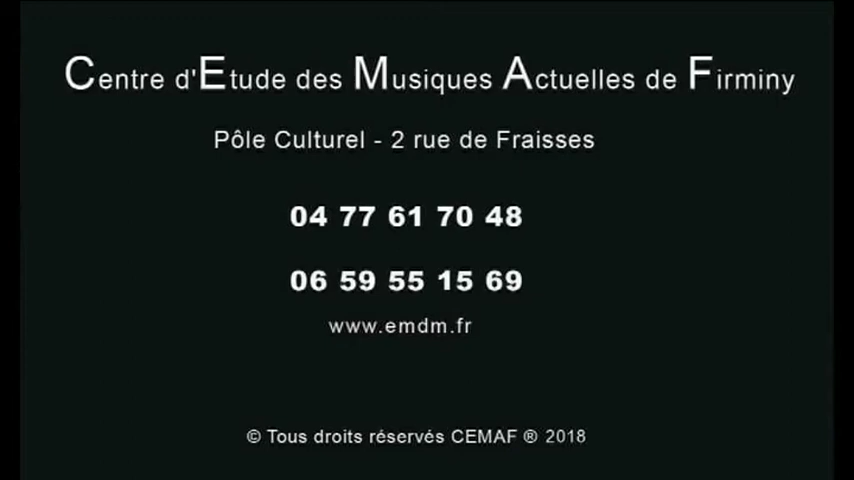 Centre d'Etude des Musiques Actuelles de Firminy
Pôle Culturel - 2 rue de Fraisses
04 77 61 70 48
06 59 55 15 69
www.emdm.fr
© Tous droits réservés CEMAF ® 2018